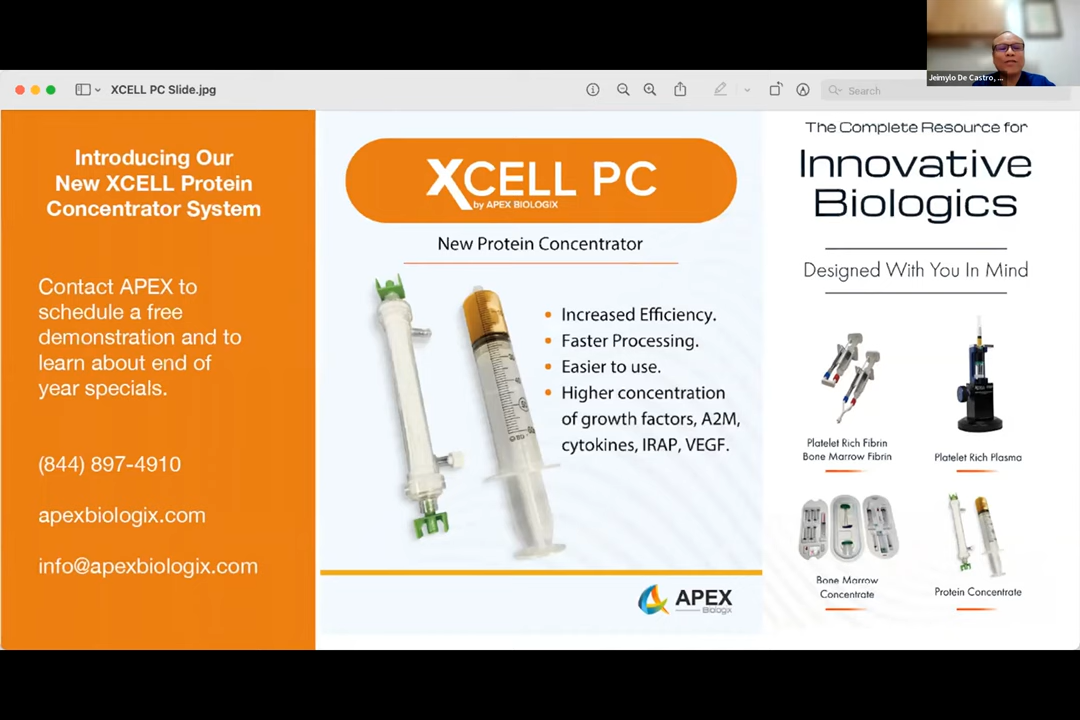 Jeimylo De Castro, ...
XCELL PC Slide.jpg
Search
Introducing Our
New XCELL Protein
Concentrator System
Contact APEX to
schedule a free
demonstration and to
learn about end of
year specials.
(844) 897-4910
apexbiologix.com
info@apexbiologix.com
XCELL PC
by APEX BIOLOGIX
New Protein Concentrator
• Increased Efficiency.
• Faster Processing.
• Easier to use.
• Higher concentration
of growth factors, A2M,
cytokines, IRAP, VEGF.
APEX
Biologix
The Complete Resource for
Innovative
Biologics
Designed With You In Mind
Platelet Rich Fibrin
Bone Marrow Fibrin
Platelet Rich Plasma
Bone Marrow
Concentrate
Protein Concentrate